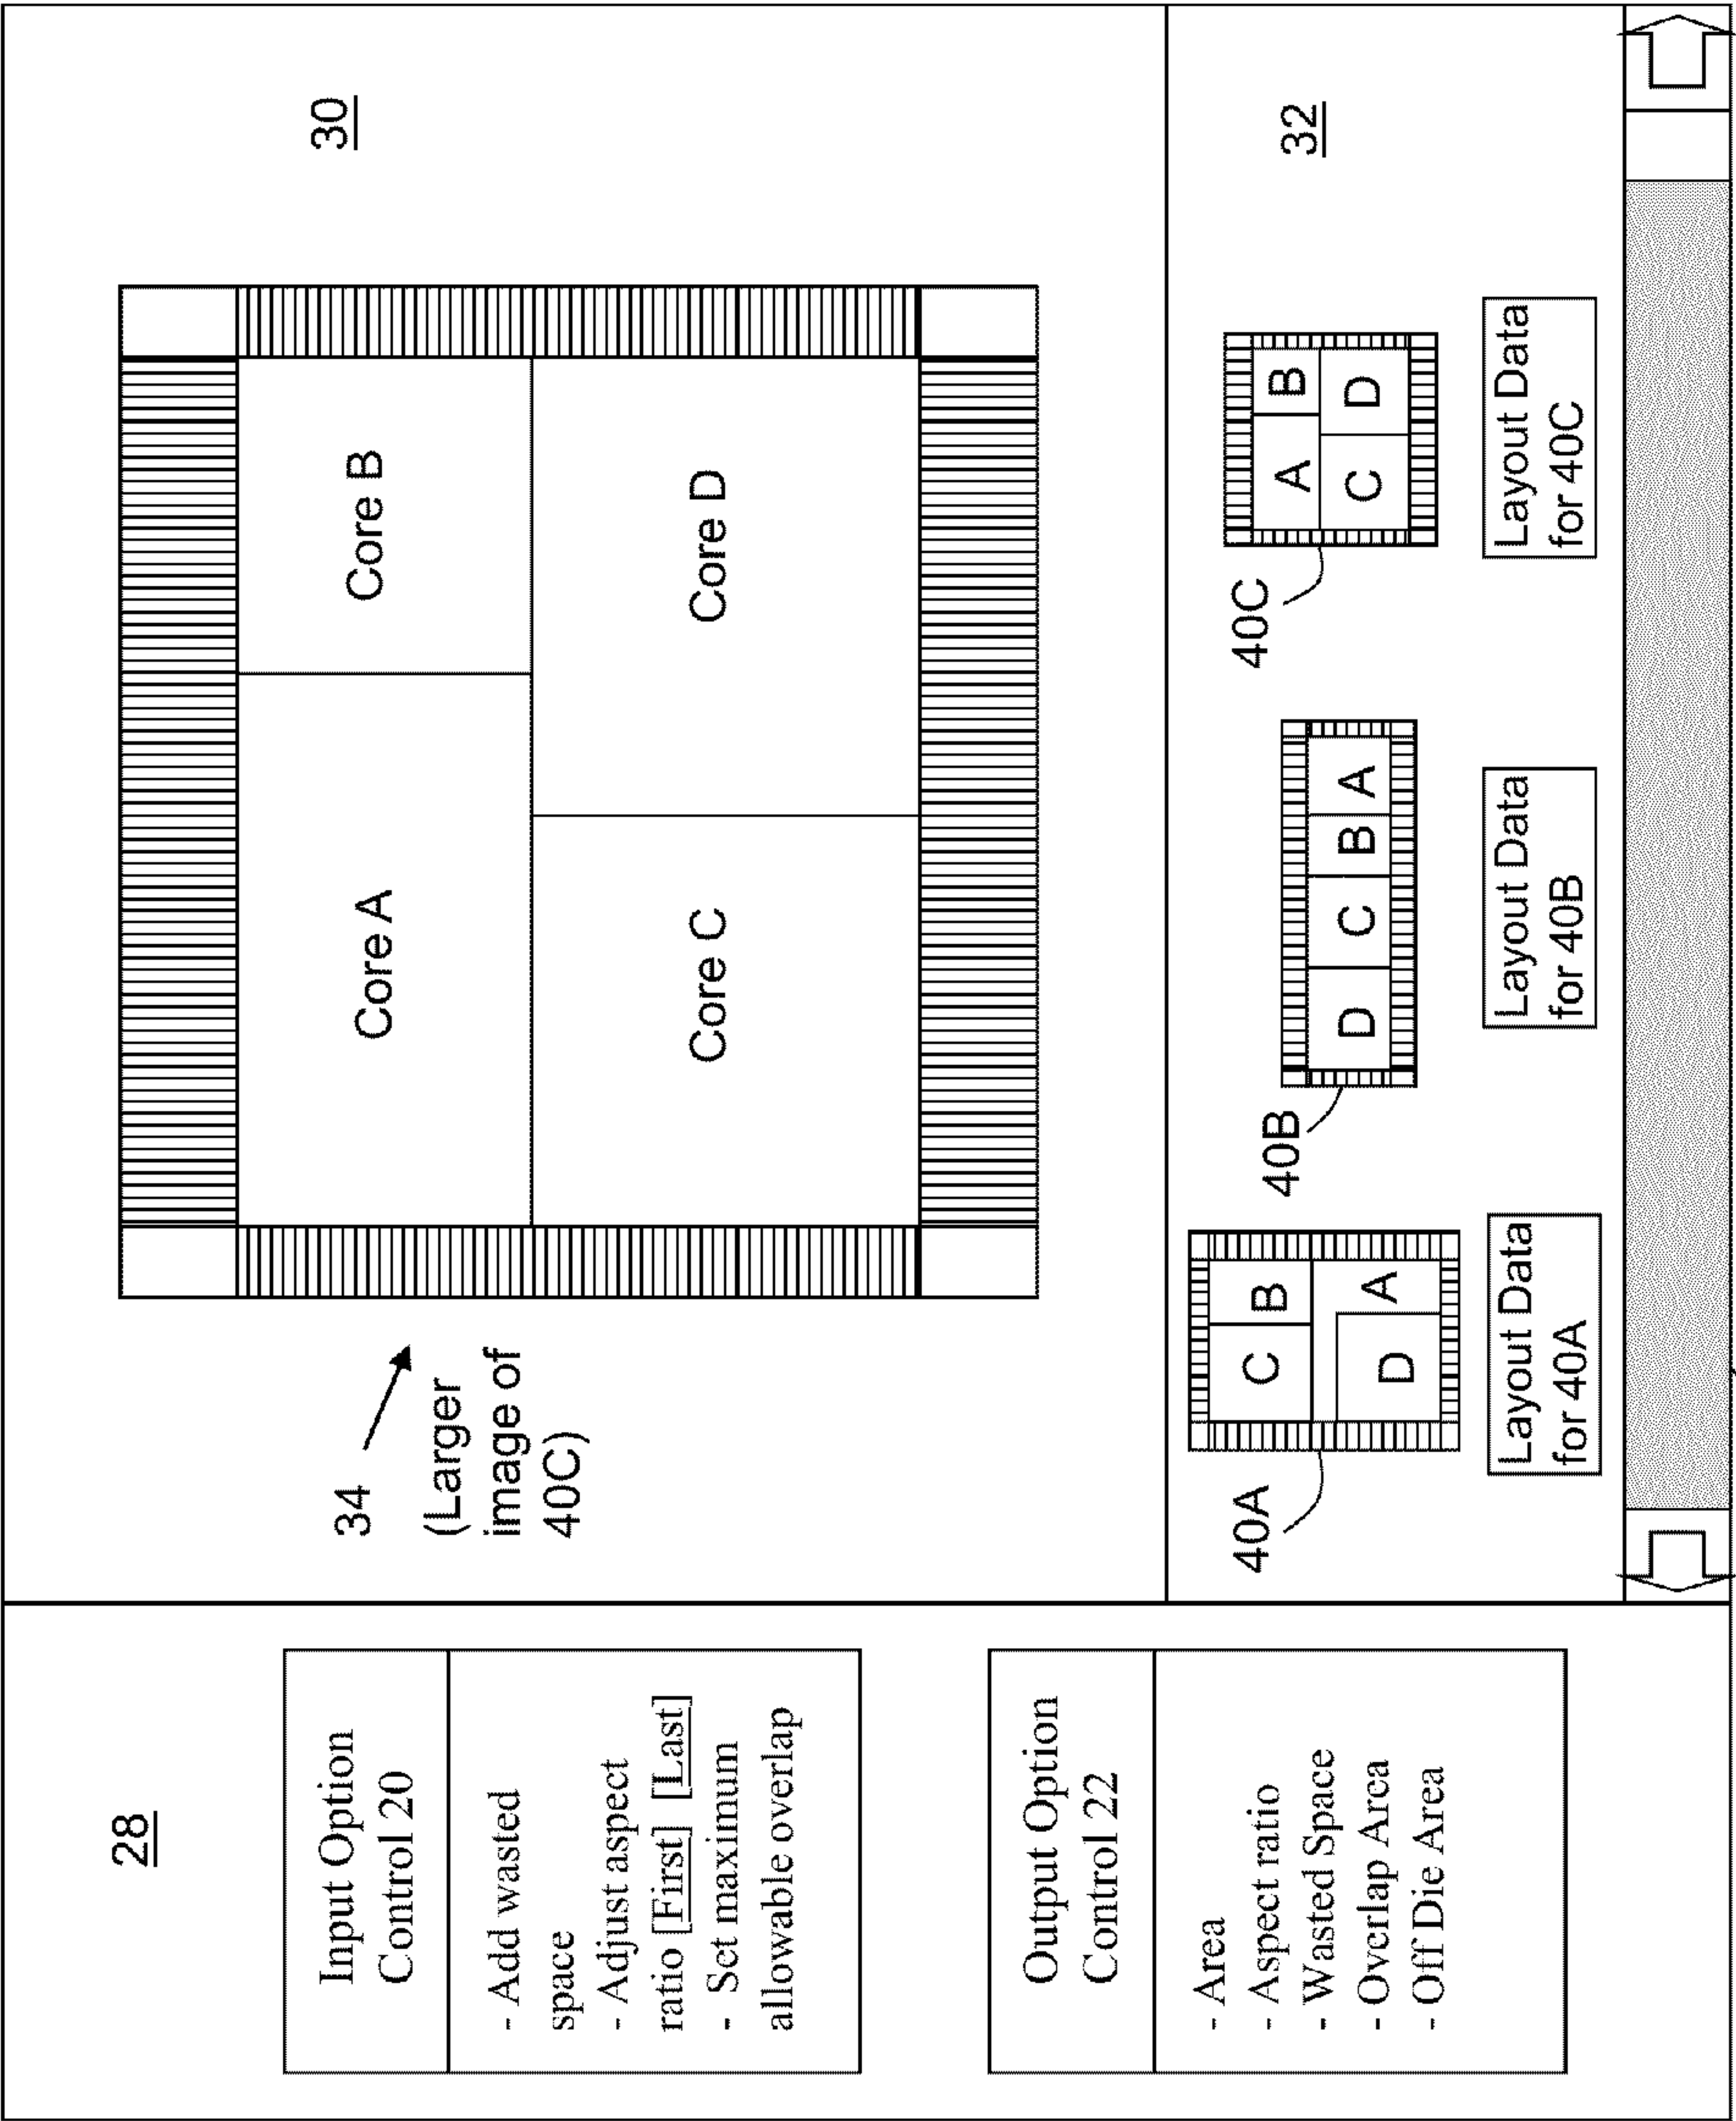 28
Input Option
Control 20
- Add wasted
space
- Adjust aspect
ratio [First] [Last]
- Set maximum
allowable overlap
Output Option
Control 22
- Area
- Aspect ratio
- Wasted Space
- Overlap Area
- Off Die Area
30
34
(Larger
image of
40C)
Core A
Core B
Core C
Core D
32
40A
C
B
D
A
40B
D
C
B
A
40C
A
B
C
D
Layout Data
for 40A
Layout Data
for 40B
Layout Data
for 40C